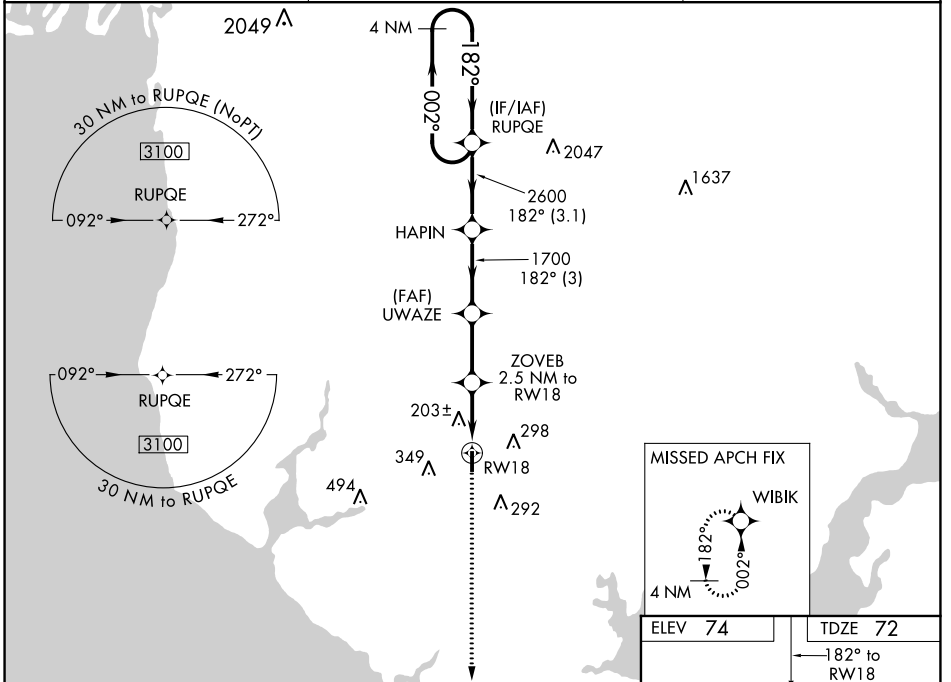 2049
4 NM
182°
002°
(IF/IAF)
RUPQE
2047
1637
30 NM to RUPQE (NoPT)
3100
RUPQE
092°
272°
2600
182° (3.1)
HAPIN
1700
182° (3)
(FAF)
UWAZE
092°
272°
RUPQE
3100
30 NM to RUPQE
ZOVEB
2.5 NM to
RW18
203±
298
349
RW18
494
292
MISSED APCH FIX
WIBIK
182°
002°
4 NM
ELEV 74
TDZE 72
182° to
RW18